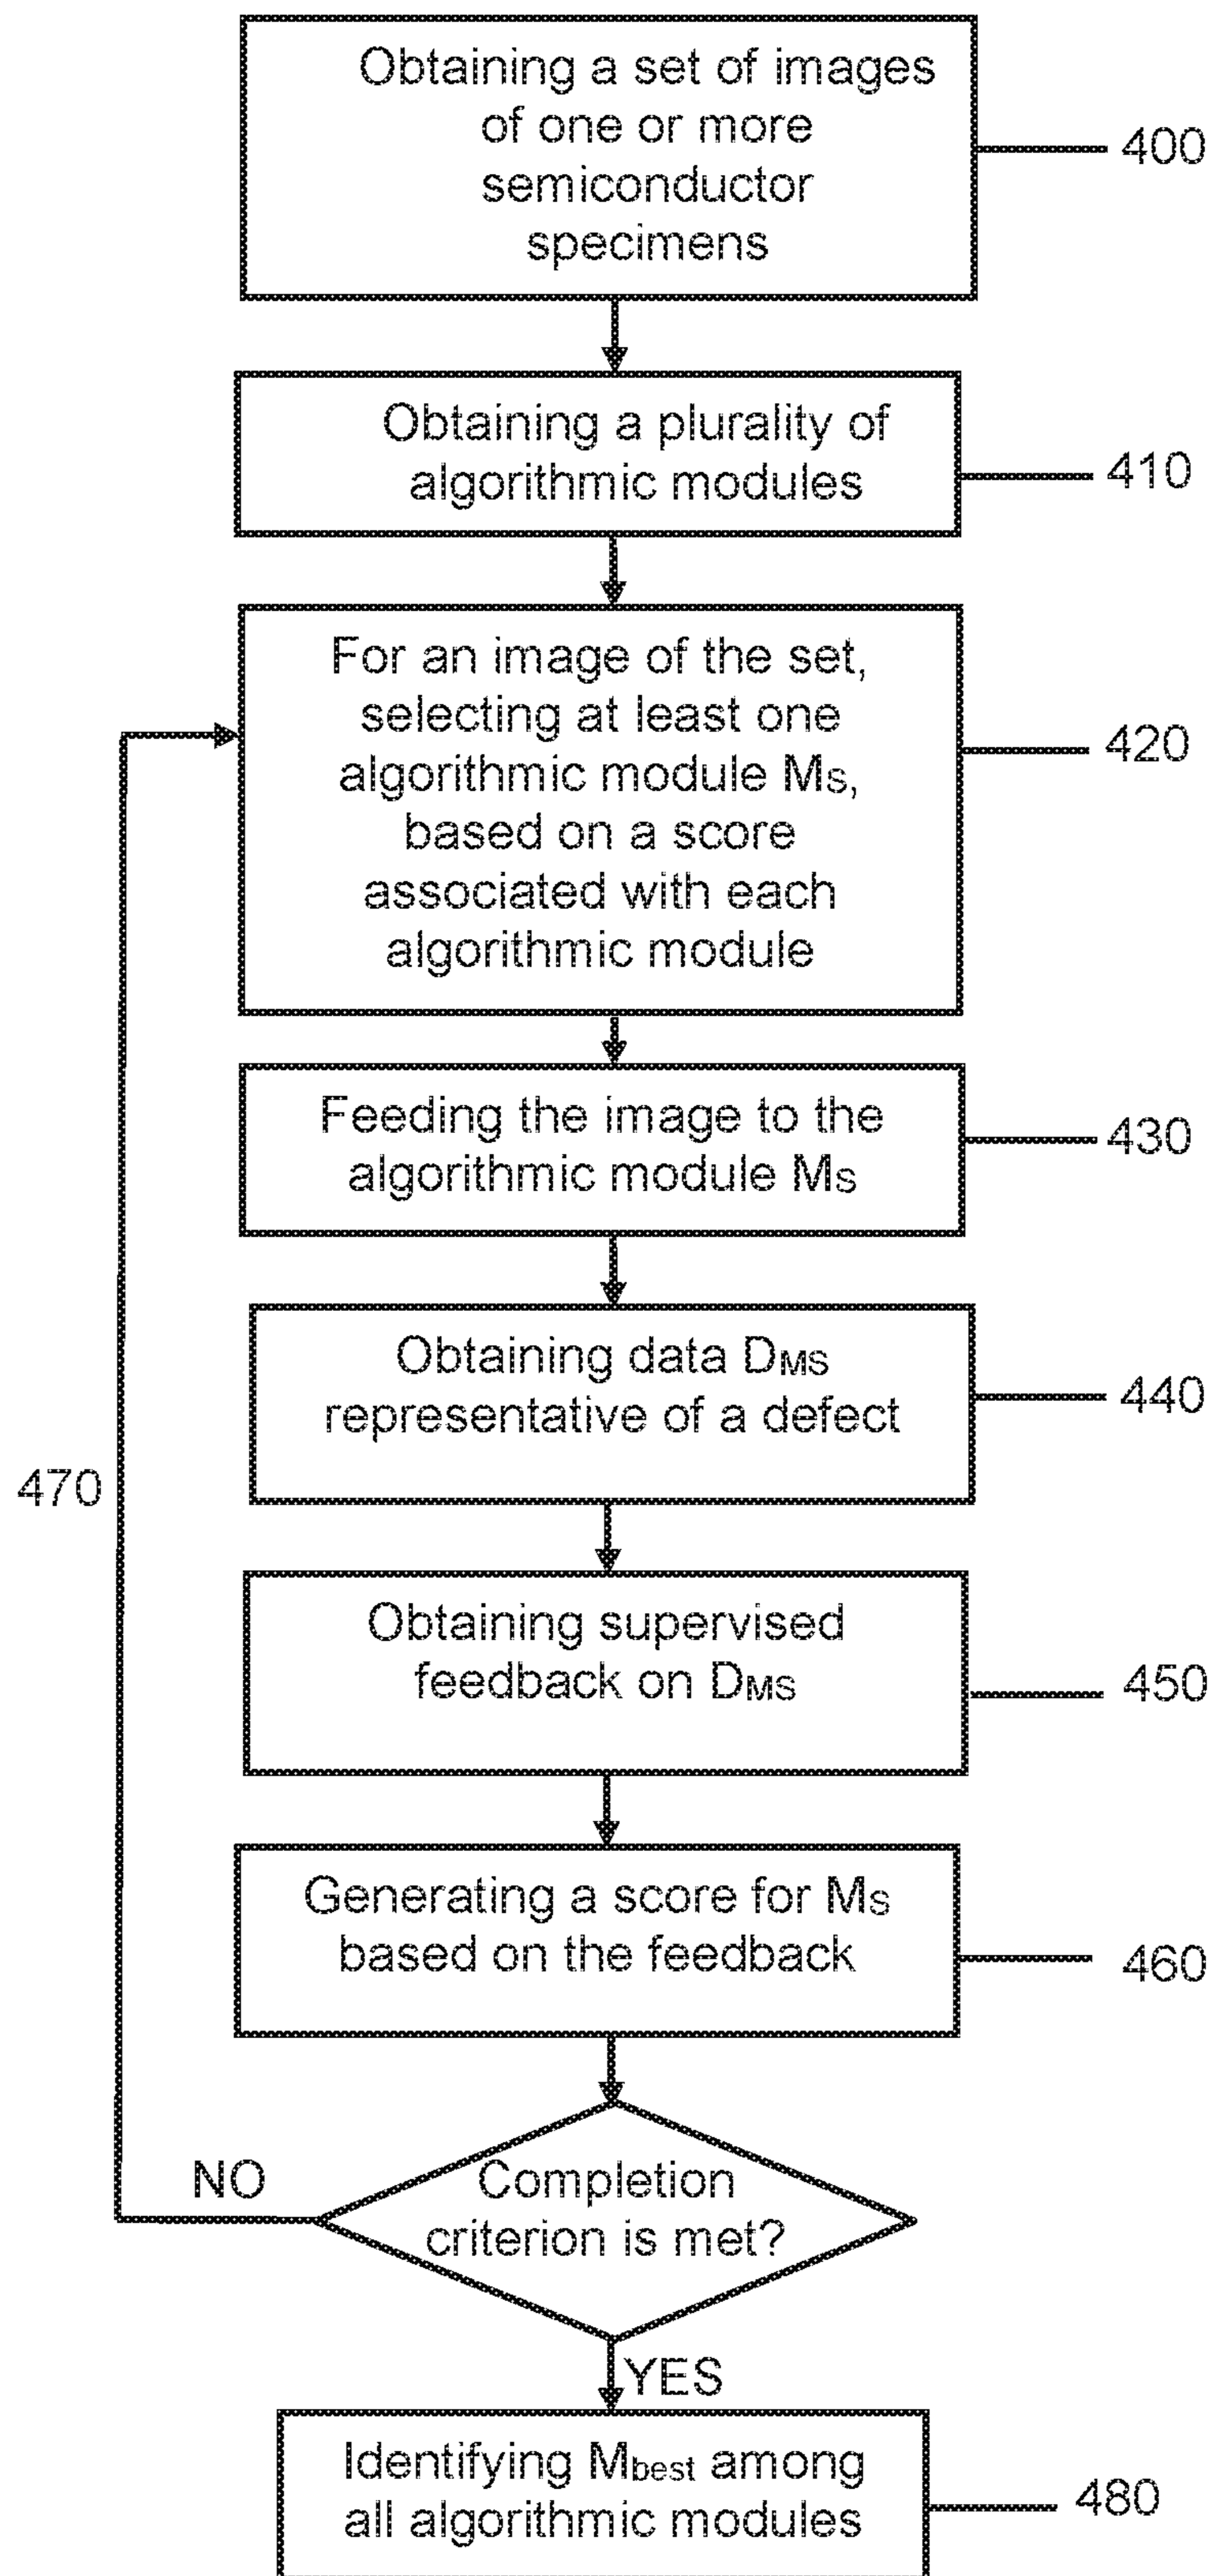 Obtaining a set of images
of one or more
semiconductor
specimens
400
Obtaining a plurality of
algorithmic modules
410
For an image of the set,
selecting at least one
algorithmic module MS,
based on a score
associated with each
algorithmic module
420
Feeding the image to the
algorithmic module MS
430
Obtaining data DMS
representative of a defect
440
470
Obtaining supervised
feedback on DMS
450
Generating a score for MS
based on the feedback
460
NO
Completion
criterion is met?
YES
Identifying Mbest among
all algorithmic modules
480